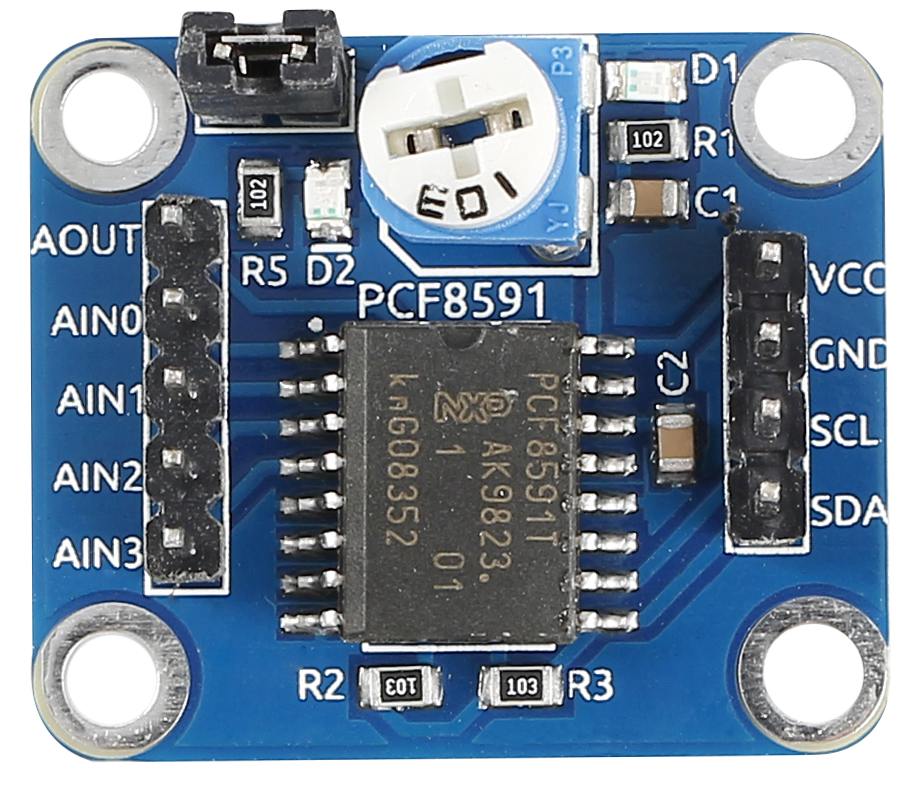 P3
EDI
YJ
D1
102
R1
C1
102
R5
D2
AOUT
AIN0
AIN1
AIN2
AIN3
PCF8591
NXP
PCF8591T
AK9823.
1
01
knG08352
C2
VCC
GND
SCL
SDA
R2
103
103
R3